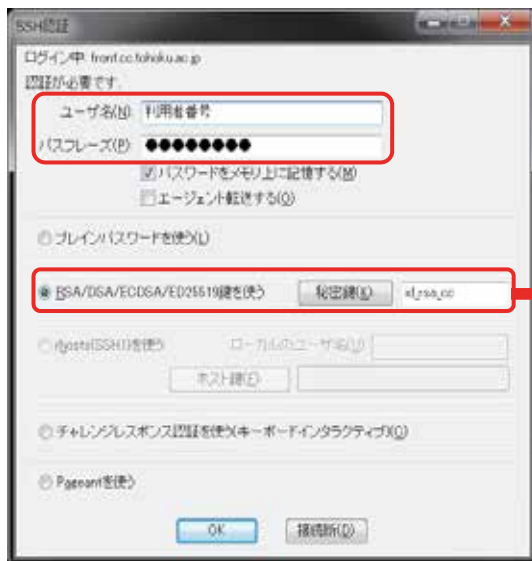 SSH認証
ログイン中: front.cc.tohoku.ac.jp
認証が必要です.
ユーザ名(N): 利用者番号
パスフレーズ(P): ●●●●●●●●
パスワードをメモリ上に記憶する(M)
エージェント転送する(O)
プレインパスワードを使う(L)
RSA/DSA/ECDSA/ED25519鍵を使う 秘密鍵(K): id_rsa_cc
rhosts(SSH1)を使う ローカルのユーザ名(U):
ホスト鍵(F):
チャレンジレスポンス認証を使う(キーボードインタラクティブ)(C)
Pageantを使う
OK 接続断(D)